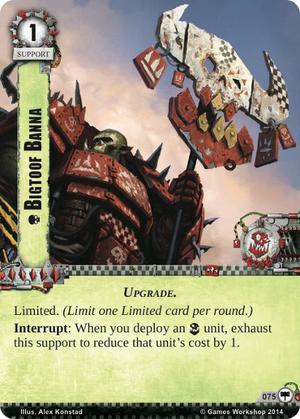 1
SUPPORT
BIGTOOF BANNA
UPGRADE.
Limited. (Limit one Limited card per round.)
Interrupt: When you deploy an unit, exhaust
this support to reduce that unit's cost by 1.
075
Illus. Alex Konstad
© Games Workshop 2014